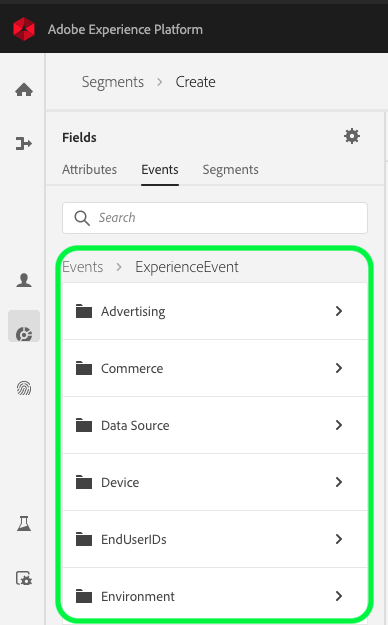 Adobe Experience Platform
Segments > Create
Fields
Attributes Events Segments
Search
Events > ExperienceEvent
Advertising
Commerce
Data Source
Device
EndUserIDs
Environment